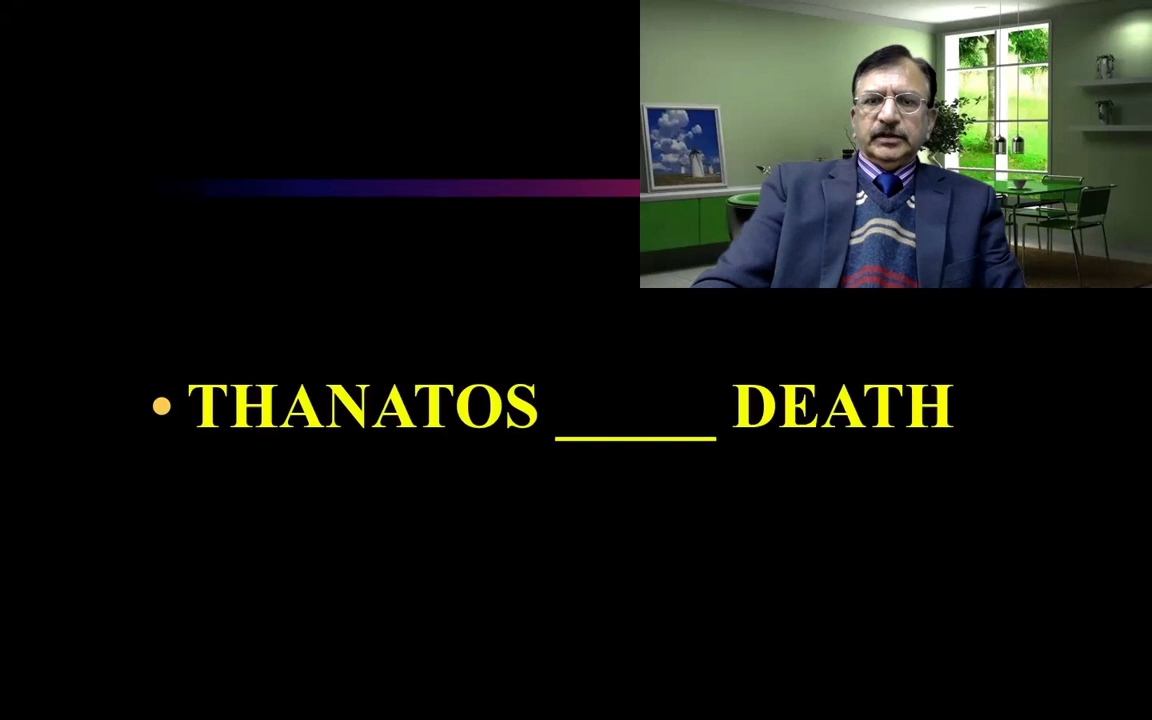 • THANATOS _____ DEATH